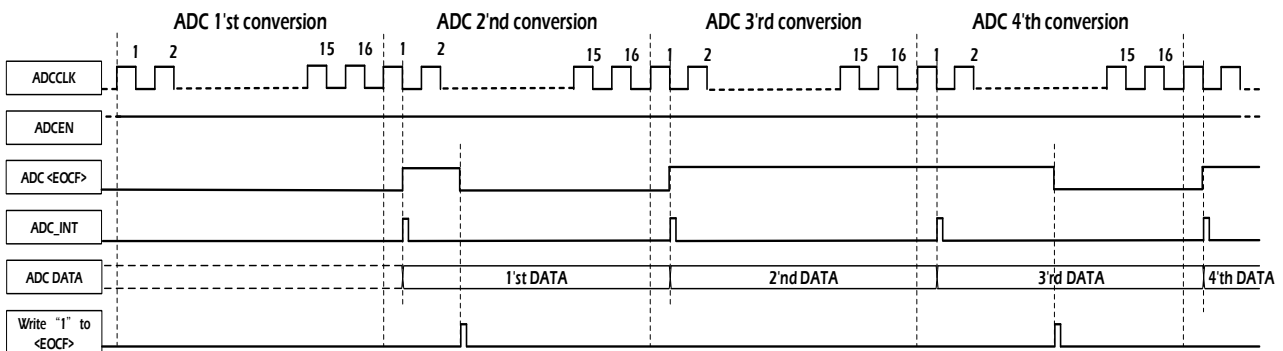 ADC 1'st conversion ADC 2'nd conversion ADC 3'rd conversion ADC 4'th conversion
1 2 15 16 1 2 15 16 1 2 15 16 1 2 15 16
ADCCLK
ADCEN
ADC <EOCF>
ADC_INT
ADC DATA 1'st DATA 2'nd DATA 3'rd DATA 4'th DATA
Write “1” to
<EOCF>